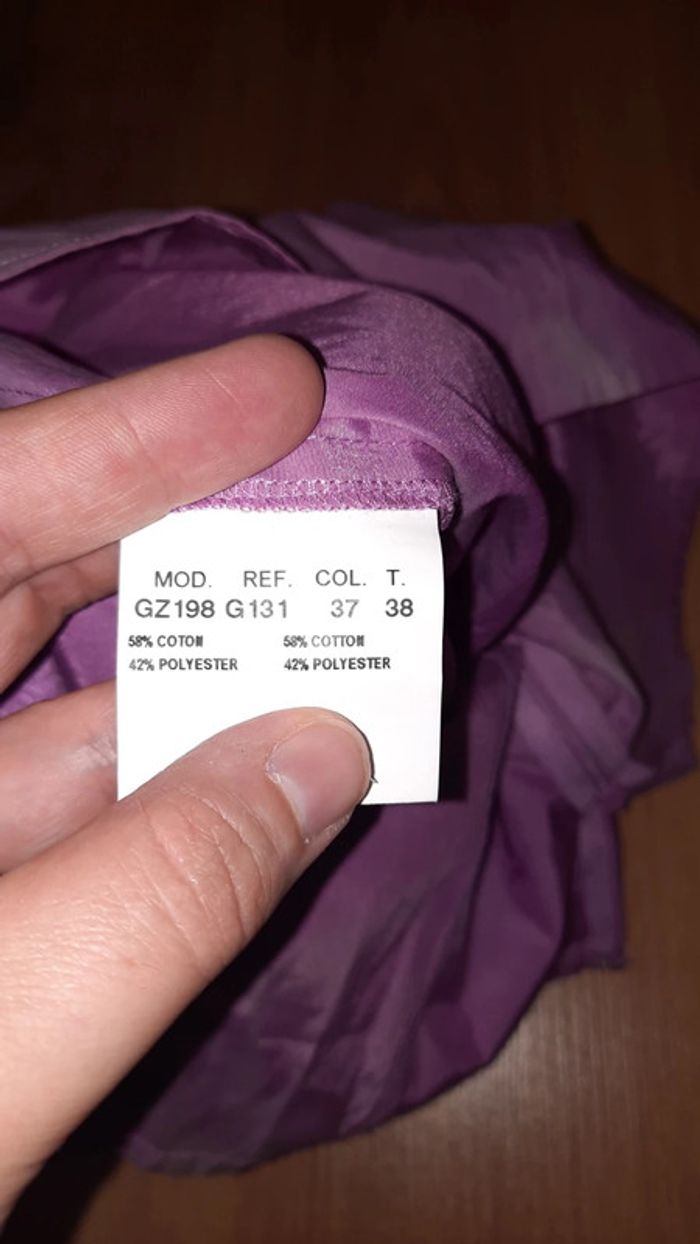 MOD. REF. COL. T.
GZ198 G131 37 38
58% COTON 58% COTTON
42% POLYESTER 42% POLYESTER